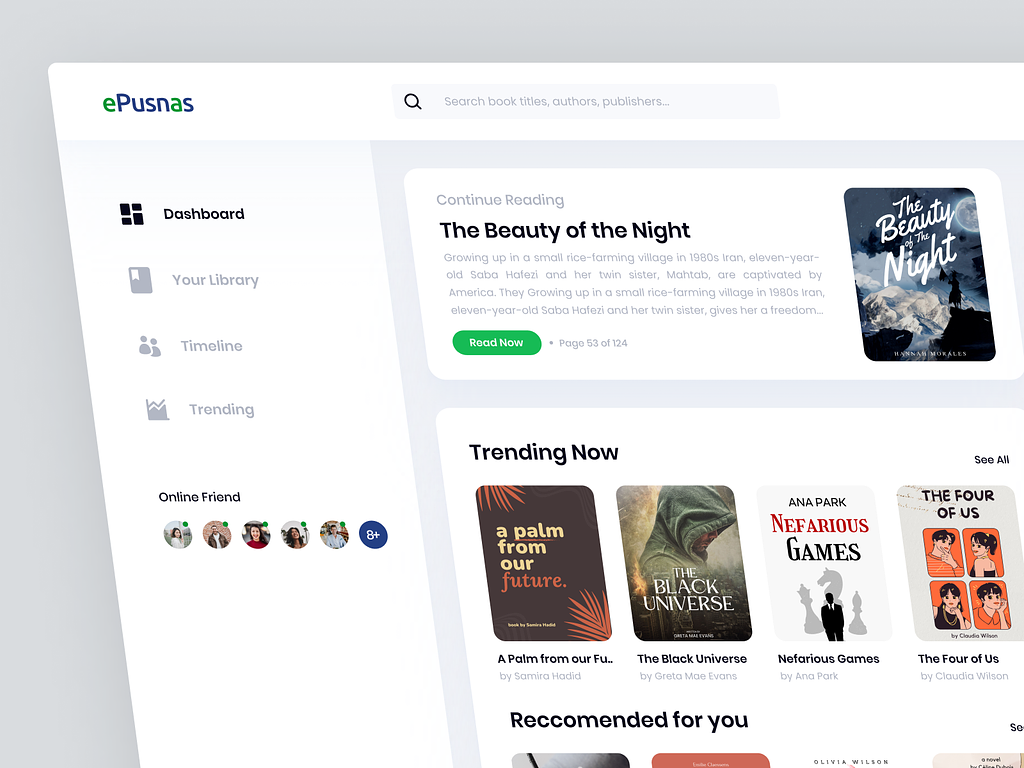 ePusnas
Search book titles, authors, publishers...
Dashboard
Your Library
Timeline
Trending
Online Friend
8+
Continue Reading
The Beauty of the Night
Growing up in a small rice-farming village in 1980s Iran, eleven-year-
old Saba Hafezi and her twin sister, Mahtab, are captivated by
America. They Growing up in a small rice-farming village in 1980s Iran,
eleven-year-old Saba Hafezi and her twin sister, gives her a freedom...
Read Now
• Page 53 of 124
The
Beauty
of The
Night
HANNAH MORALES
Trending Now
See All
a palm
from
our
future.
book by Samira Hadid
A Palm from our Fu..
by Samira Hadid
THE
BLACK
UNIVERSE
GRETA MAE EVANS
The Black Universe
by Greta Mae Evans
ANA PARK
NEFARIOUS
GAMES
Nefarious Games
by Ana Park
THE FOUR
OF US
by Claudia Wilson
The Four of Us
by Claudia Wilson
Reccomended for you
See
OLIVIA WILSON
a novel